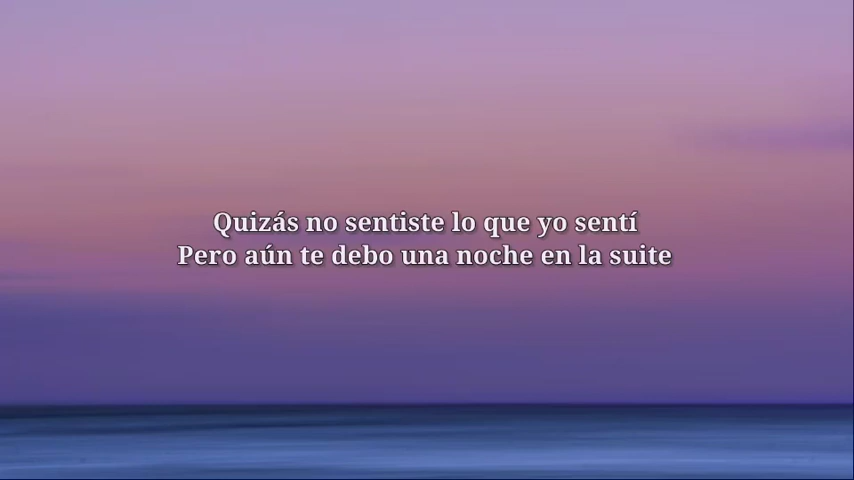 Quizás no sentiste lo que yo sentí
Pero aún te debo una noche en la suite